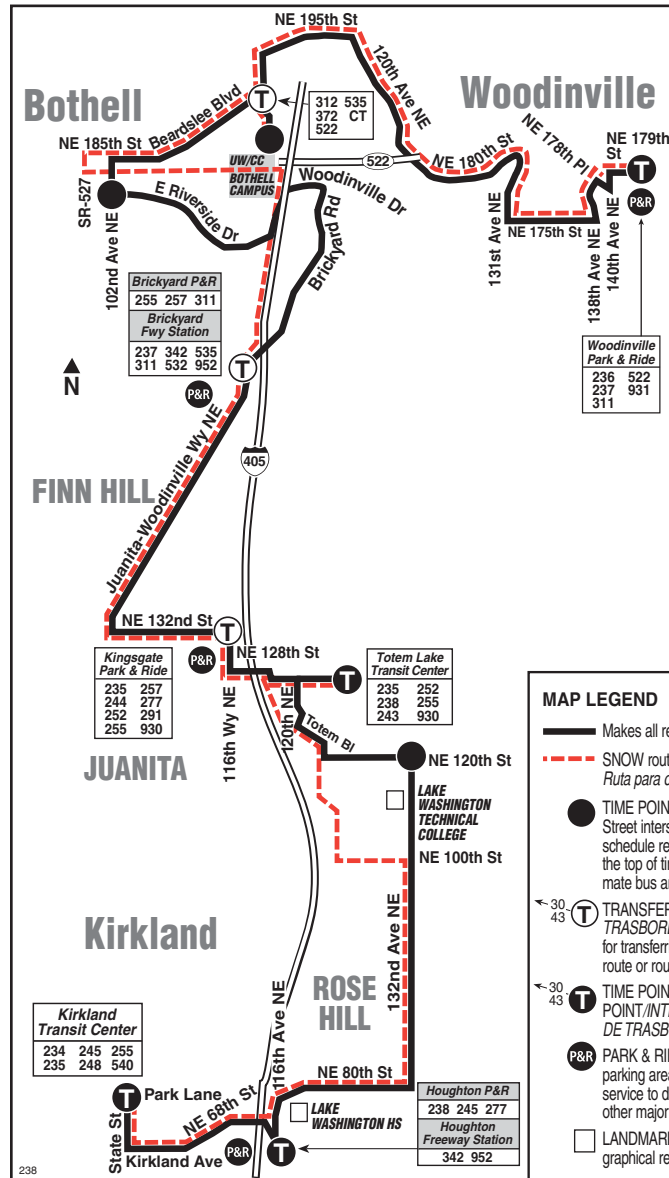 NE 195th St
120th Ave NE
Bothell
Woodinville
Beardslee Blvd
T
312 535
372 CT
522
NE 185th St
UW/CC
BOTHELL
CAMPUS
522
NE 180th St
NE 178th Pl
NE 179th
St
T
P&R
SR-527
102nd Ave NE
E Riverside Dr
Woodinville Dr
Brickyard Rd
131st Ave NE
NE 175th St
138th Ave NE
140th Ave NE
Brickyard P&R
255 257 311
Brickyard
Fwy Station
237 342 535
311 532 952
T
P&R
Woodinville
Park & Ride
236 522
237 931
311
N
405
FINN HILL
Juanita-Woodinville Wy NE
NE 132nd St
T
P&R
NE 128th St
Kingsgate
Park & Ride
235 257
244 277
252 291
255 930
T
Totem Lake
Transit Center
235 252
238 255
243 930
JUANITA
116th Wy NE
120th NE
Totem Bl
NE 120th St
LAKE
WASHINGTON
TECHNICAL
COLLEGE
NE 100th St
Kirkland
132nd Ave NE
ROSE
HILL
116th Ave NE
Kirkland
Transit Center
234 245 255
235 248 540
NE 80th St
T
Park Lane
NE 68th St
State St
Kirkland Ave
P&R
T
LAKE
WASHINGTON HS
Houghton P&R
238 245 277
Houghton
Freeway Station
342 952
238
MAP LEGEND
Makes all re
SNOW rout
Ruta para c
TIME POIN
Street inters
schedule re
the top of tin
mate bus ar
30
43
T
TRANSFER
TRASBORD
for transferr
route or rou
30
43
T
TIME POIN
POINT/INT
DE TRASB
P&R
PARK & RID
parking area
service to d
other major
LANDMARK
graphical re